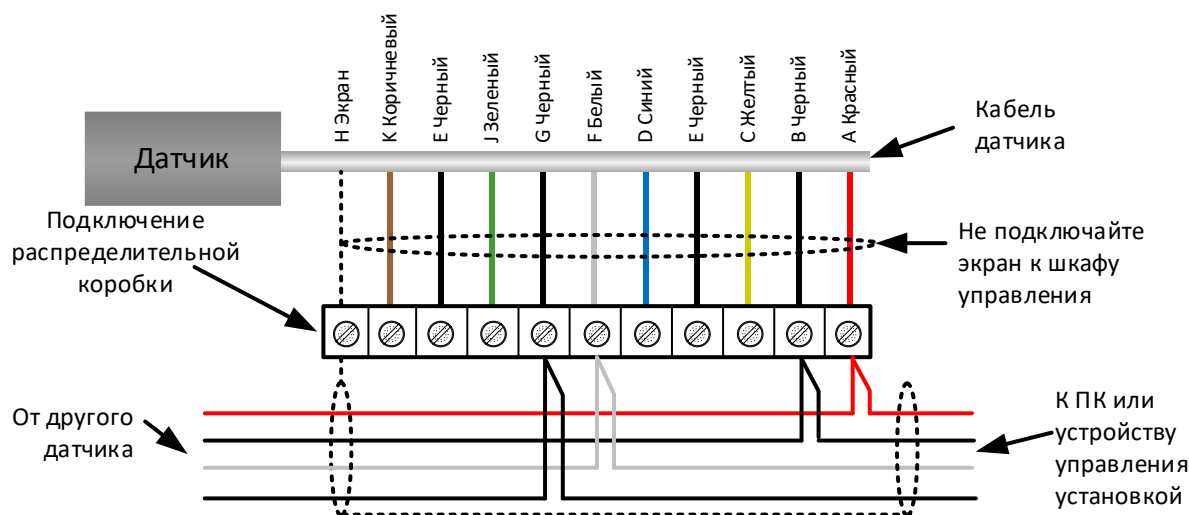 H Экран
K Коричневый
E Черный
J Зеленый
G Черный
F Белый
D Синий
E Черный
C Желтый
B Черный
A Красный
Датчик
Кабель
датчика
Подключение
распределительной
коробки
Не подключайте
экран к шкафу
управления
От другого
датчика
К ПК или
устройству
управления
установкой